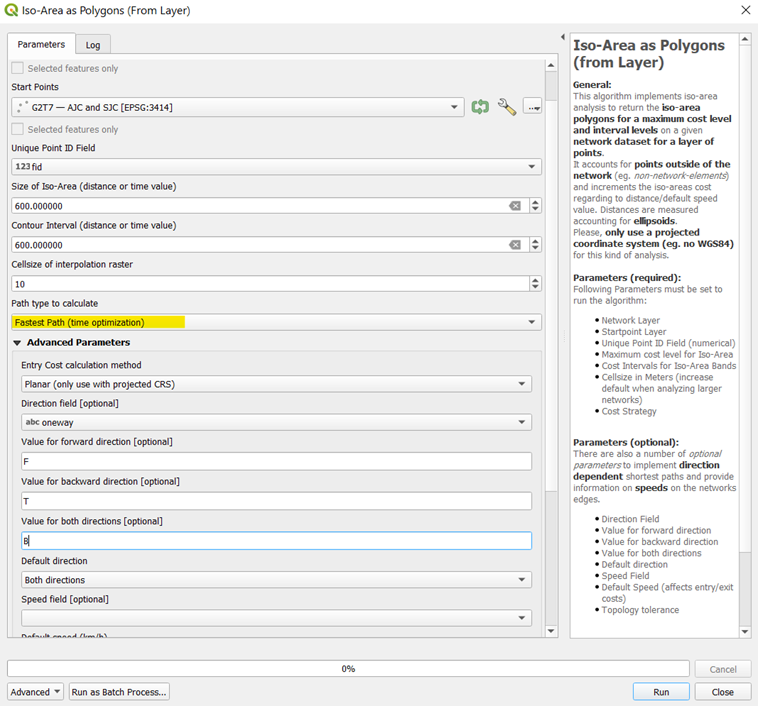 Iso-Area as Polygons (From Layer)
Parameters
Log
Selected features only
Start Points
G2T7 — AJC and SJC [EPSG:3414]
Selected features only
Unique Point ID Field
123 fid
Size of Iso-Area (distance or time value)
600.000000
Contour Interval (distance or time value)
600.000000
Cellsize of interpolation raster
10
Path type to calculate
Fastest Path (time optimization)
Advanced Parameters
Entry Cost calculation method
Planar (only use with projected CRS)
Direction field [optional]
abc oneway
Value for forward direction [optional]
F
Value for backward direction [optional]
T
Value for both directions [optional]
B
Default direction
Both directions
Speed field [optional]
Default speed (km/h)
Iso-Area as Polygons
(from Layer)
General:
This algorithm implements iso-area
analysis to return the iso-area
polygons for a maximum cost level
and interval levels on a given
network dataset for a layer of
points.
It accounts for points outside of the
network (eg. non-network-elements)
and increments the iso-areas cost
regarding to distance/default speed
value. Distances are measured
accounting for ellipsoids.
Please, only use a projected
coordinate system (eg. no WGS84)
for this kind of analysis.
Parameters (required):
Following Parameters must be set to
run the algorithm:
• Network Layer
• Startpoint Layer
• Unique Point ID Field (numerical)
• Maximum cost level for Iso-Area
• Cost Intervals for Iso-Area Bands
• Cellsize in Meters (increase
default when analyzing larger
networks)
• Cost Strategy
Parameters (optional):
There are also a number of optional
parameters to implement direction
dependent shortest paths and provide
information on speeds on the networks
edges.
• Direction Field
• Value for forward direction
• Value for backward direction
• Value for both directions
• Default direction
• Speed Field
• Default Speed (affects entry/exit
costs)
• Topology tolerance
0%
Cancel
Advanced
Run as Batch Process...
Run
Close